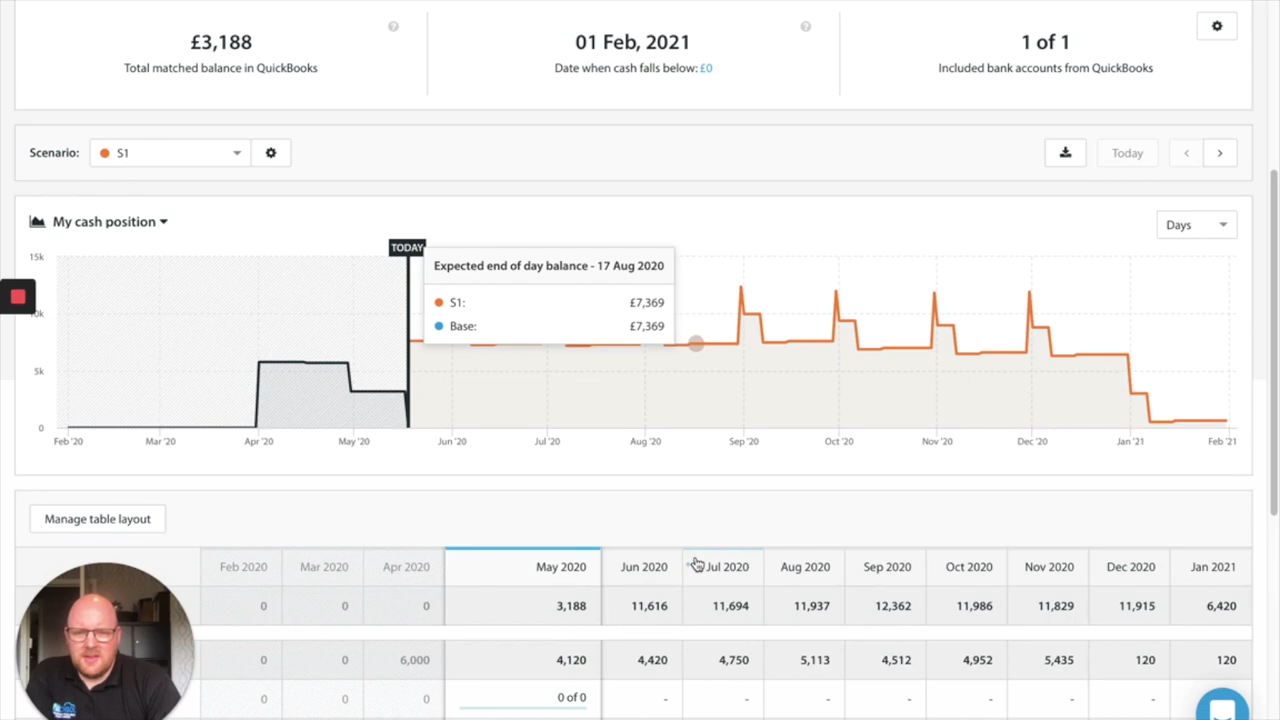 £3,188
Total matched balance in QuickBooks
?
01 Feb, 2021
Date when cash falls below: £0
?
1 of 1
Included bank accounts from QuickBooks
Scenario:
S1
Today
My cash position
Days
TODAY
Expected end of day balance - 17 Aug 2020
S1: £7,369
Base: £7,369
15k
0k
5k
0
Feb '20 Mar '20 Apr '20 May '20 Jun '20 Jul '20 Aug '20 Sep '20 Oct '20 Nov '20 Dec '20 Jan '21 Feb '21
Manage table layout
Feb 2020 Mar 2020 Apr 2020 May 2020 Jun 2020 Jul 2020 Aug 2020 Sep 2020 Oct 2020 Nov 2020 Dec 2020 Jan 2021
0 0 0 3,188 11,616 11,694 11,937 12,362 11,986 11,829 11,915 6,420
0 0 6,000 4,120 4,420 4,750 5,113 4,512 4,952 5,435 120 120
0 0 0 0 of 0 - - - - - - - -